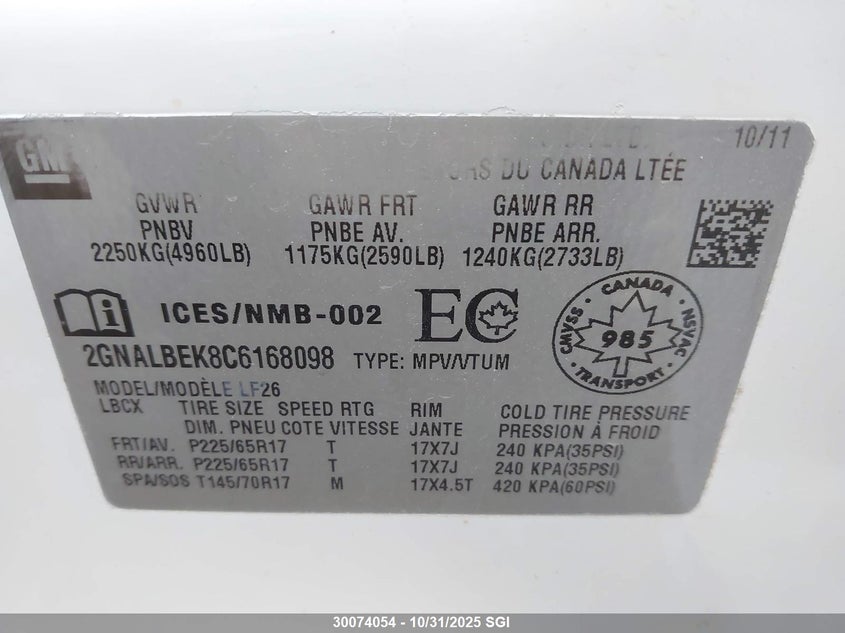 GM
10/11
DU CANADA LTÉE
GVWR GAWR FRT GAWR RR
PNBV PNBE AV. PNBE ARR.
2250KG(4960LB) 1175KG(2590LB) 1240KG(2733LB)
i ICES/NMB-002 EC
CANADA
CMVSS 985 NSVAC
TRANSPORT
2GNALBEK8C6168098 TYPE: MPV/VTUM
MODEL/MODÈLE LF26
LBCX TIRE SIZE SPEED RTG RIM COLD TIRE PRESSURE
DIM. PNEU COTE VITESSE JANTE PRESSION À FROID
FRT/AV. P225/65R17 T 17X7J 240 KPA(35PSI)
RR/ARR. P225/65R17 T 17X7J 240 KPA(35PSI)
SPA/SOS T145/70R17 M 17X4.5T 420 KPA(60PSI)
30074054 - 10/31/2025 SGI